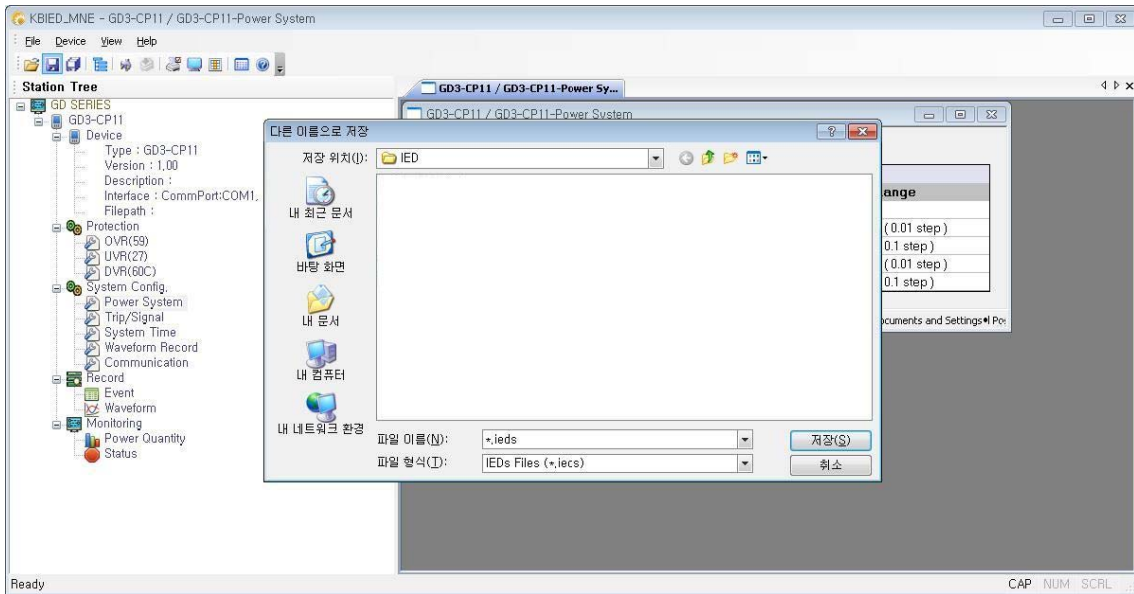 KBIED_MNE - GD3-CP11 / GD3-CP11-Power System
File Device View Help
Station Tree
GD SERIES
GD3-CP11
Device
Type : GD3-CP11
Version : 1,00
Description :
Interface : CommPort:COM1,
Filepath :
Protection
OVR(59)
UVR(27)
DVR(60C)
System Config,
Power System
Trip/Signal
System Time
Waveform Record
Communication
Record
Event
Waveform
Monitoring
Power Quantity
Status
GD3-CP11 / GD3-CP11-Power Sy...
GD3-CP11 / GD3-CP11-Power System
ange
( 0.01 step )
0.1 step )
( 0.01 step )
0.1 step )
ocuments and Settings
다른 이름으로 저장
저장 위치(I):
IED
내 최근 문서
바탕 화면
내 문서
내 컴퓨터
내 네트워크 환경
파일 이름(N):
*,ieds
저장(S)
파일 형식(T):
IEDs Files (*,iecs)
취소
Ready
CAP NUM SCRL